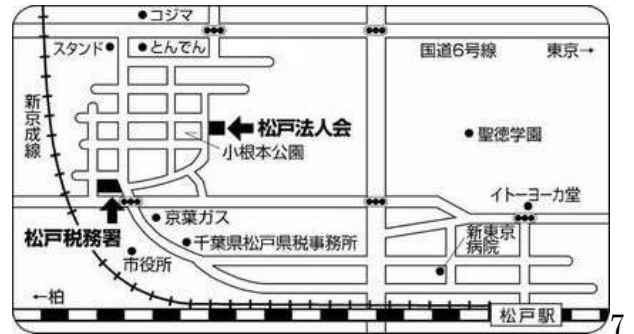 コジマ
スタンド
とんでん
国道6号線
東京→
新京成線
松戸法人会
小根本公園
聖徳学園
イトーヨーカ堂
京葉ガス
松戸税務署
千葉県松戸県税事務所
新東京
病院
市役所
←柏
松戸駅
7